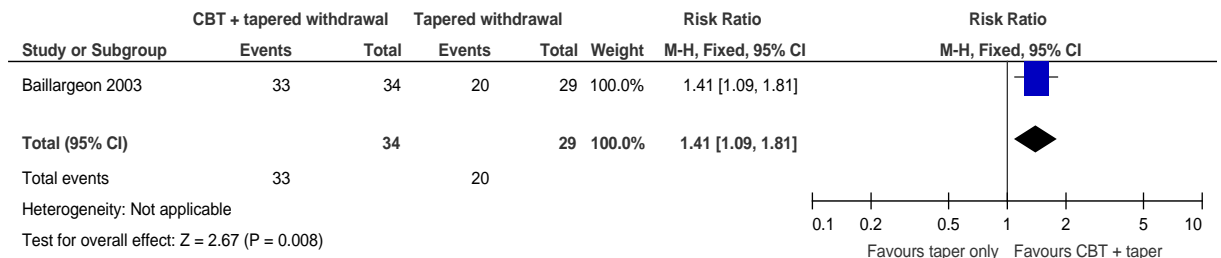 CBT + tapered withdrawal Tapered withdrawal Risk Ratio Risk Ratio
Study or Subgroup Events Total Events Total Weight M-H, Fixed, 95% CI M-H, Fixed, 95% CI
Baillargeon 2003 33 34 20 29 100.0% 1.41 [1.09, 1.81]
Total (95% CI) 34 29 100.0% 1.41 [1.09, 1.81]
Total events 33 20
Heterogeneity: Not applicable
Test for overall effect: Z = 2.67 (P = 0.008)
0.1 0.2 0.5 1 2 5 10
Favours taper only Favours CBT + taper